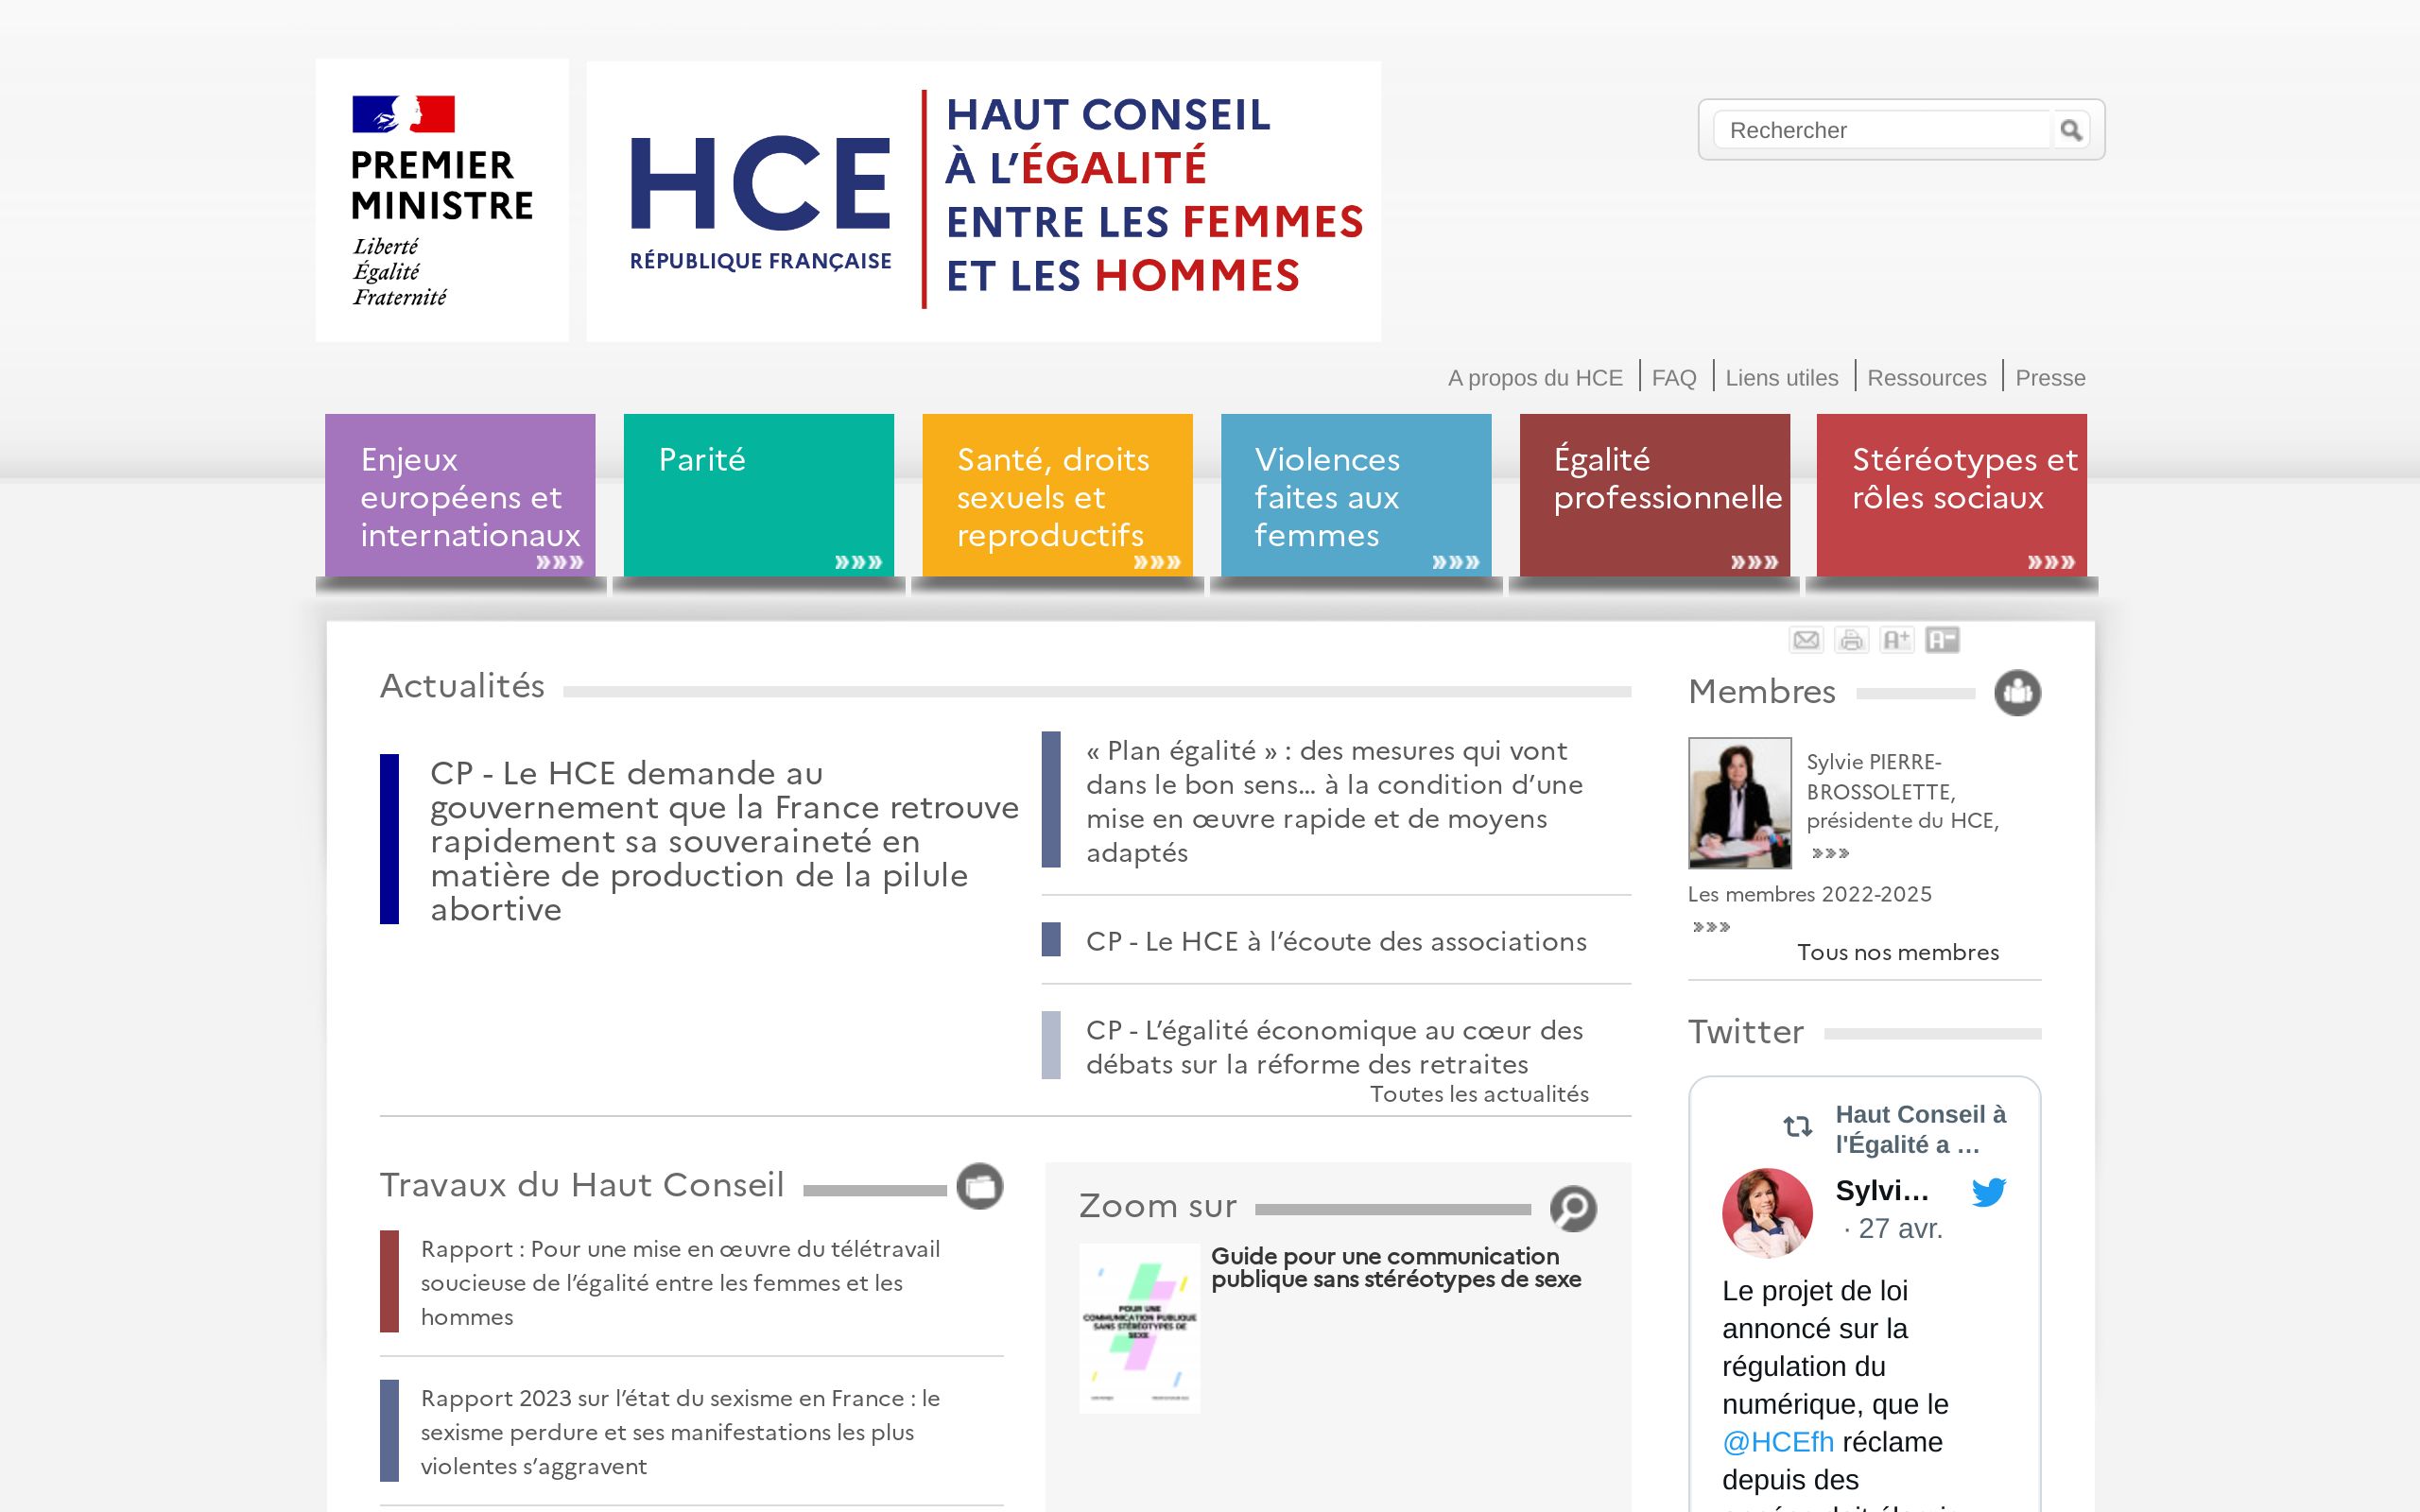 PREMIER
MINISTRE
Liberté
Égalité
Fraternité
HCE
RÉPUBLIQUE FRANÇAISE
HAUT CONSEIL
À L’ÉGALITÉ
ENTRE LES FEMMES
ET LES HOMMES
Rechercher
A propos du HCE
FAQ
Liens utiles
Ressources
Presse
Enjeux
européens et
internationaux
»»»
Parité
»»»
Santé, droits
sexuels et
reproductifs
»»»
Violences
faites aux
femmes
»»»
Égalité
professionnelle
»»»
Stéréotypes et
rôles sociaux
»»»
A+
A-
Actualités
CP - Le HCE demande au
gouvernement que la France retrouve
rapidement sa souveraineté en
matière de production de la pilule
abortive
« Plan égalité » : des mesures qui vont
dans le bon sens... à la condition d’une
mise en œuvre rapide et de moyens
adaptés
CP - Le HCE à l’écoute des associations
CP - L’égalité économique au cœur des
débats sur la réforme des retraites
Toutes les actualités
Travaux du Haut Conseil
Rapport : Pour une mise en œuvre du télétravail
soucieuse de l’égalité entre les femmes et les
hommes
Rapport 2023 sur l’état du sexisme en France : le
sexisme perdure et ses manifestations les plus
violentes s’aggravent
Zoom sur
POUR UNE
COMMUNICATION PUBLIQUE
SANS STÉRÉOTYPES DE
SEXE
Guide pour une communication
publique sans stéréotypes de sexe
Membres
Sylvie PIERRE-
BROSSOLETTE,
présidente du HCE,
»»»
Les membres 2022-2025
»»»
Tous nos membres
Twitter
Haut Conseil à
l'Égalité a …
Sylvi…
· 27 avr.
Le projet de loi
annoncé sur la
régulation du
numérique, que le
@HCEfh réclame
depuis des